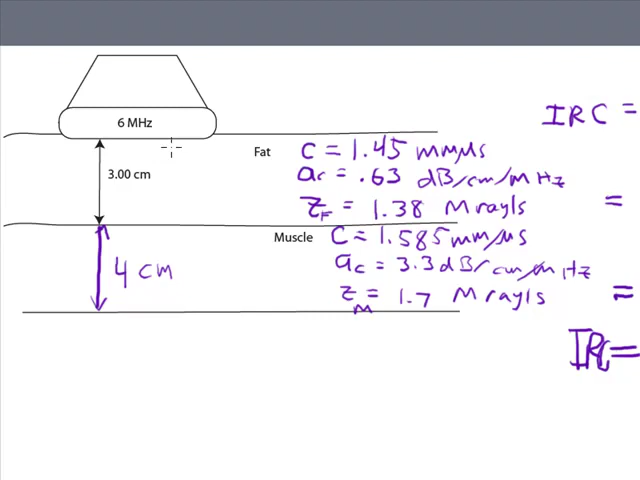 6 MHz
IRC =
Fat
C = 1.45 mm/μs
3.00 cm
ac = .63 dB/cm/MHz
=
ZF = 1.38 Mrayls
Muscle
C = 1.585 mm/μs
4 cm
ac = 3.3 dB/cm/MHz
ZM = 1.7 Mrayls
=
IRC =